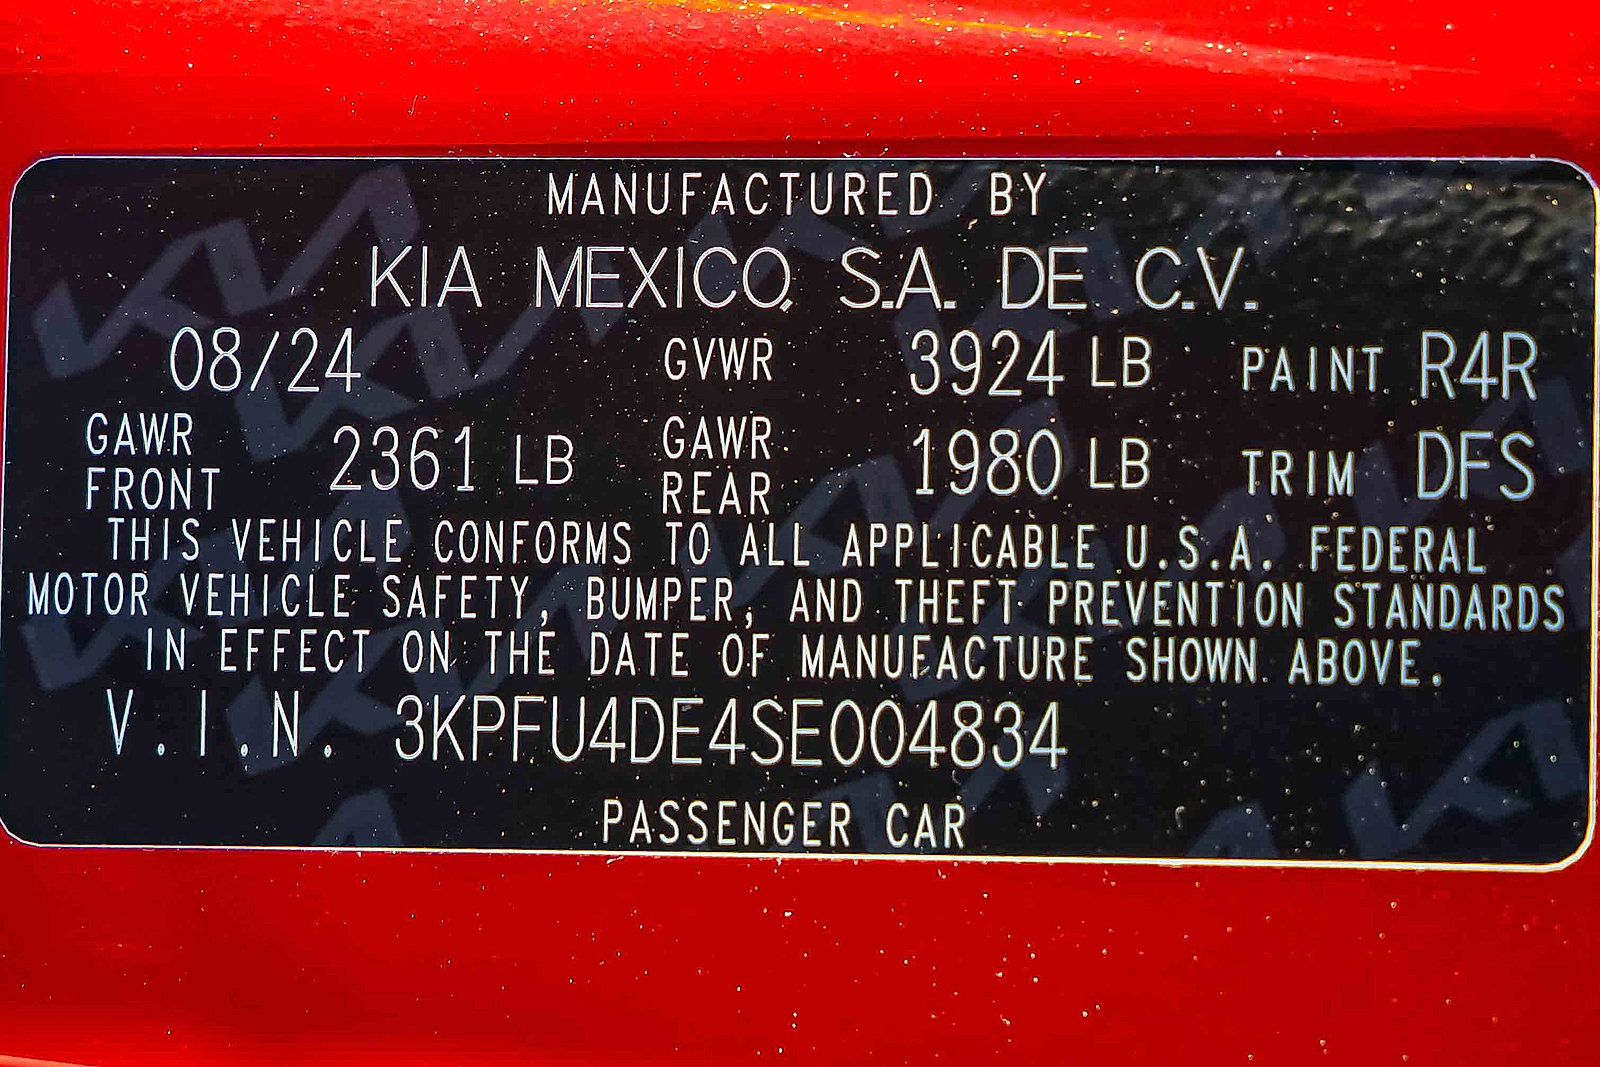 MANUFACTURED BY
KIA MEXICO, S.A. DE C.V.
08/24 GVWR 3924 LB PAINT R4R
GAWR FRONT 2361 LB GAWR REAR 1980 LB TRIM DFS
THIS VEHICLE CONFORMS TO ALL APPLICABLE U.S.A. FEDERAL
MOTOR VEHICLE SAFETY, BUMPER, AND THEFT PREVENTION STANDARDS
IN EFFECT ON THE DATE OF MANUFACTURE SHOWN ABOVE.
V.I.N. 3KPFU4DE4SE004834
PASSENGER CAR